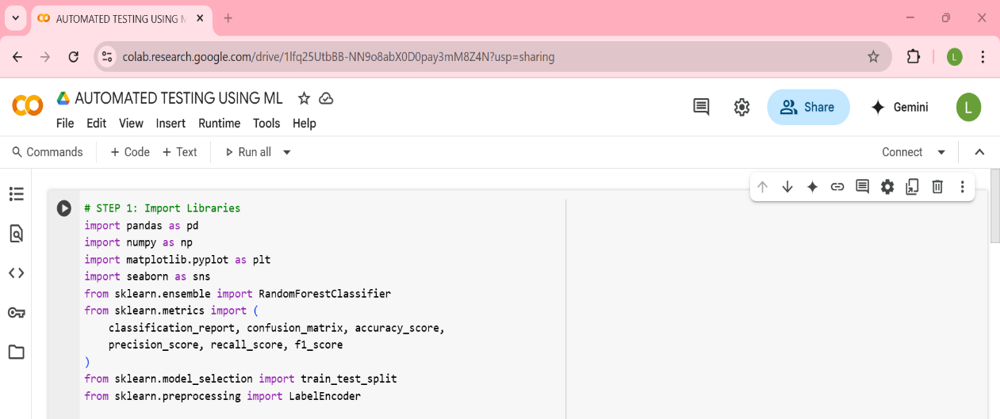 AUTOMATED TESTING USING M
colab.research.google.com/drive/1lfq25UtbBB-NN9o8abX0D0pay3mM8Z4N?usp=sharing
L
AUTOMATED TESTING USING ML
Share
Gemini
L
File Edit View Insert Runtime Tools Help
Commands + Code + Text Run all
Connect
# STEP 1: Import Libraries
import pandas as pd
import numpy as np
import matplotlib.pyplot as plt
import seaborn as sns
from sklearn.ensemble import RandomForestClassifier
from sklearn.metrics import (
    classification_report, confusion_matrix, accuracy_score,
    precision_score, recall_score, f1_score
)
from sklearn.model_selection import train_test_split
from sklearn.preprocessing import LabelEncoder